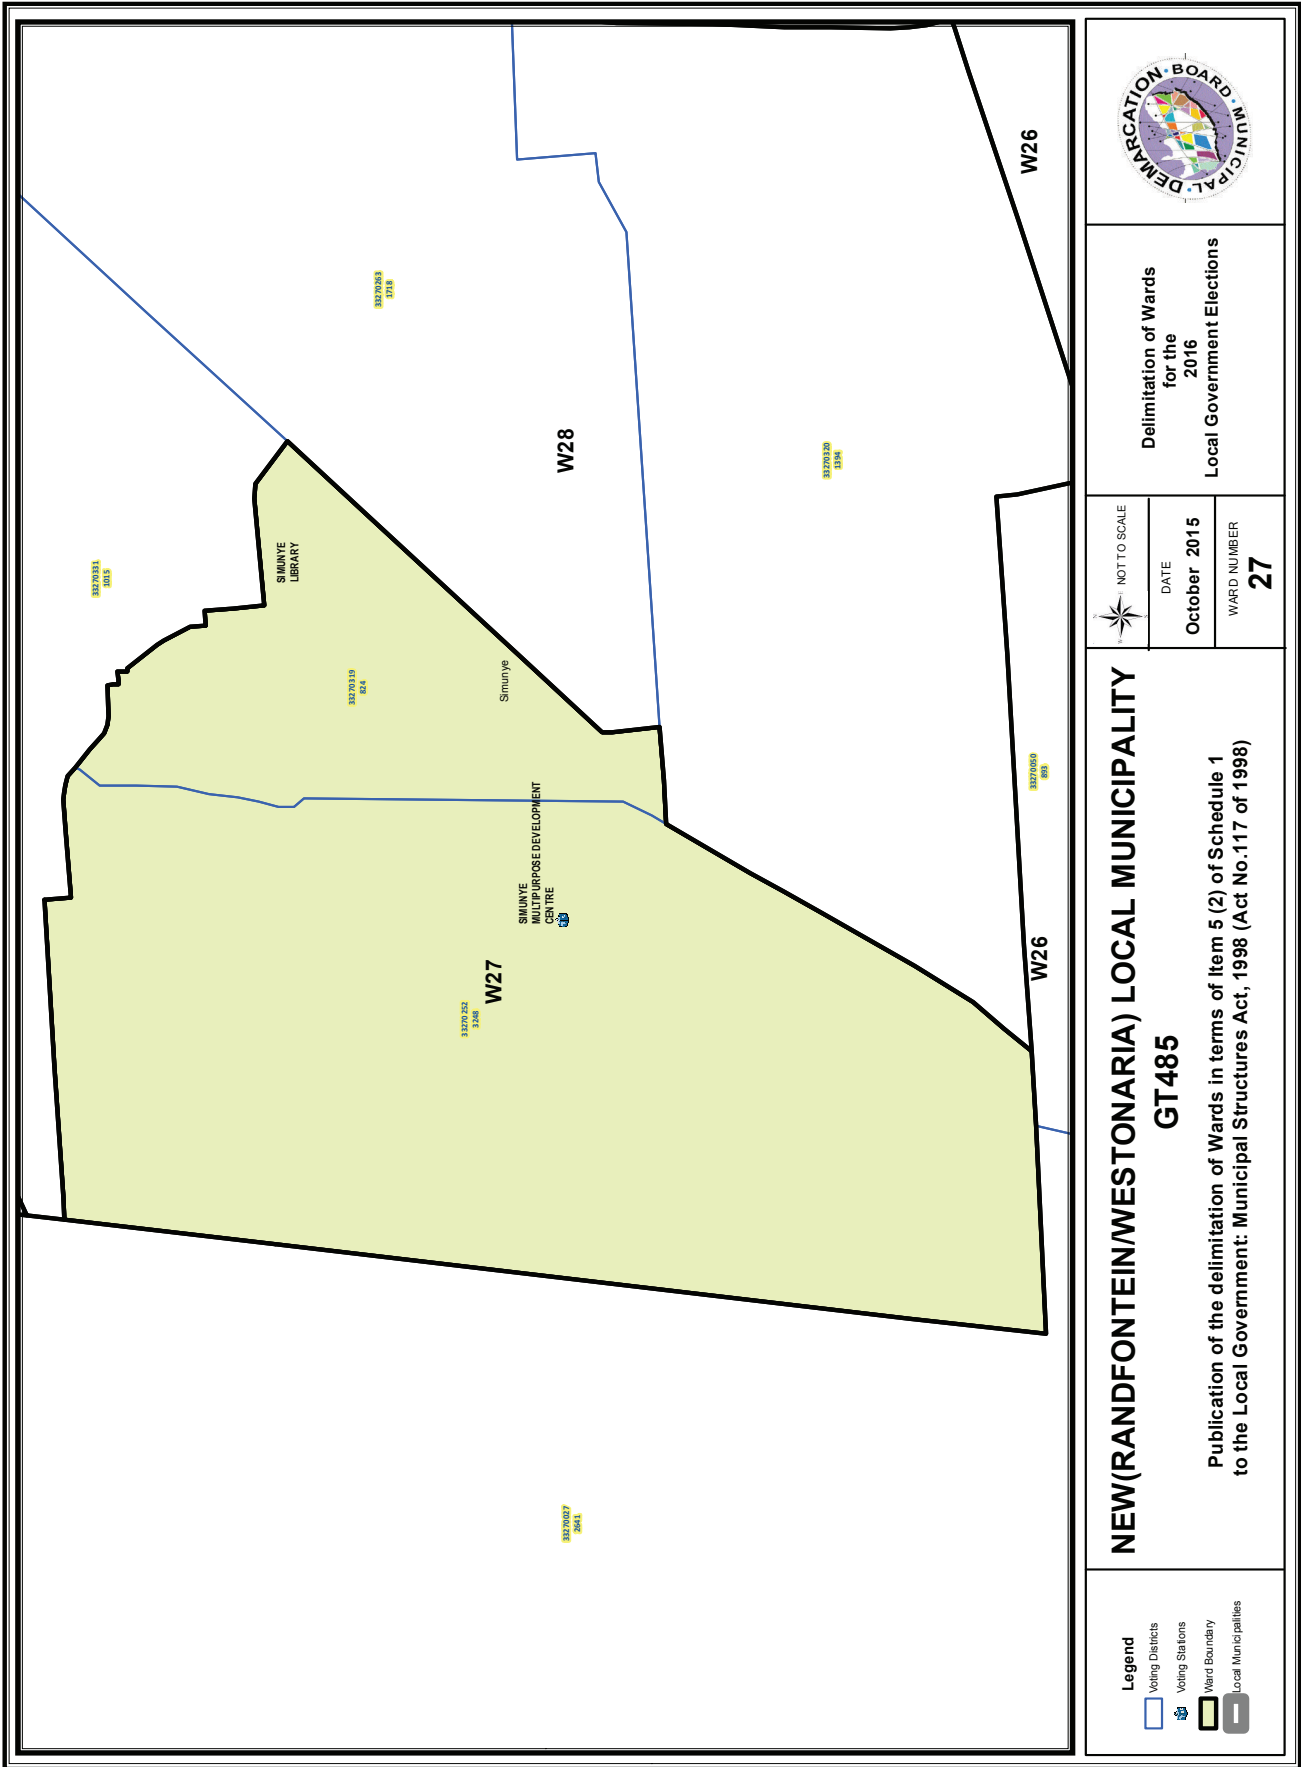 33270331
1015
33270263
1718
SIMUNYE
LIBRARY
33270319
824
Simunye
W28
33270320
1394
W26
SIMUNYE
MULTIPURPOSE DEVELOPMENT
CENTRE
W27
33270252
3248
33270050
893
W26
33270027
2641
Legend
Voting Districts
Voting Stations
Ward Boundary
Local Municipalities
NEW(RANDFONTEIN/WESTONARIA) LOCAL MUNICIPALITY
GT485
Publication of the delimitation of Wards in terms of Item 5 (2) of Schedule 1
to the Local Government: Municipal Structures Act, 1998 (Act No.117 of 1998)
NOT TO SCALE
DATE
October 2015
WARD NUMBER
27
Delimitation of Wards
for the
2016
Local Government Elections
MUNICIPAL DEMARCATION BOARD